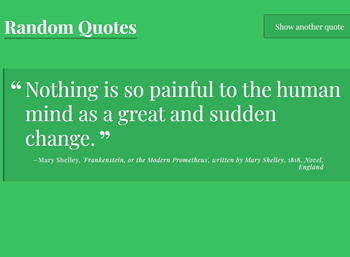 Random Quotes
Show another quote
“Nothing is so painful to the human
mind as a great and sudden
change.”
—Mary Shelley, 'Frankenstein, or the Modern Prometheus', written by Mary Shelley, 1818, Novel,
England